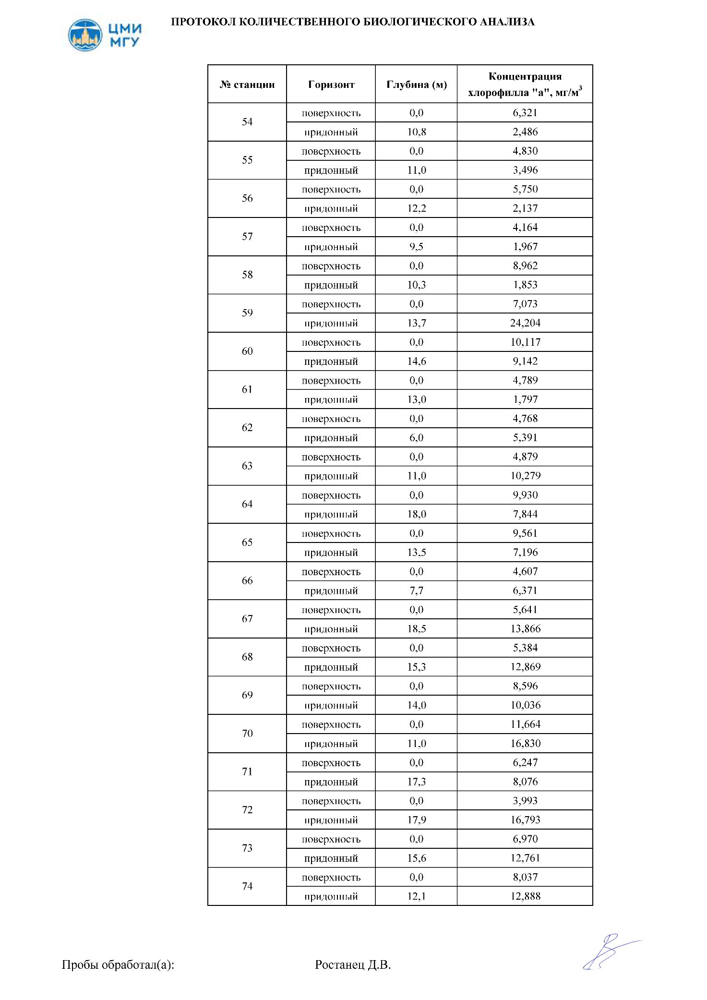 ПРОТОКОЛ КОЛИЧЕСТВЕННОГО БИОЛОГИЧЕСКОГО АНАЛИЗА
ЦМИ
МГУ
№ станции Горизонт Глубина (м) Концентрация хлорофилла "а", мг/м³
54 поверхность 0,0 6,321
придонный 10,8 2,486
55 поверхность 0,0 4,830
придонный 11,0 3,496
56 поверхность 0,0 5,750
придонный 12,2 2,137
57 поверхность 0,0 4,164
придонный 9,5 1,967
58 поверхность 0,0 8,962
придонный 10,3 1,853
59 поверхность 0,0 7,073
придонный 13,7 24,204
60 поверхность 0,0 10,117
придонный 14,6 9,142
61 поверхность 0,0 4,789
придонный 13,0 1,797
62 поверхность 0,0 4,768
придонный 6,0 5,391
63 поверхность 0,0 4,879
придонный 11,0 10,279
64 поверхность 0,0 9,930
придонный 18,0 7,844
65 поверхность 0,0 9,561
придонный 13,5 7,196
66 поверхность 0,0 4,607
придонный 7,7 6,371
67 поверхность 0,0 5,641
придонный 18,5 13,866
68 поверхность 0,0 5,384
придонный 15,3 12,869
69 поверхность 0,0 8,596
придонный 14,0 10,036
70 поверхность 0,0 11,664
придонный 11,0 16,830
71 поверхность 0,0 6,247
придонный 17,3 8,076
72 поверхность 0,0 3,993
придонный 17,9 16,793
73 поверхность 0,0 6,970
придонный 15,6 12,761
74 поверхность 0,0 8,037
придонный 12,1 12,888
Пробы обработал(а): Ростанец Д.В.